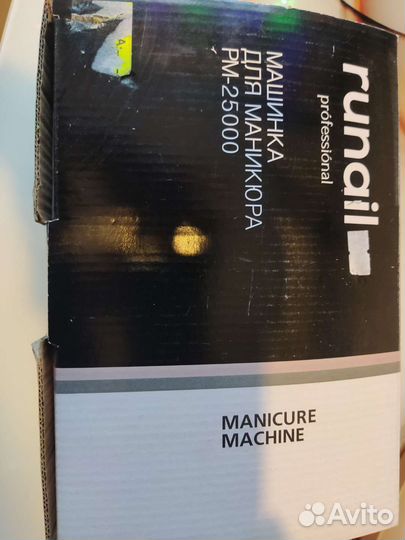 runail
professional
МАШИНКА
ДЛЯ МАНИКЮРА
PM-25000
MANICURE
MACHINE
Avito